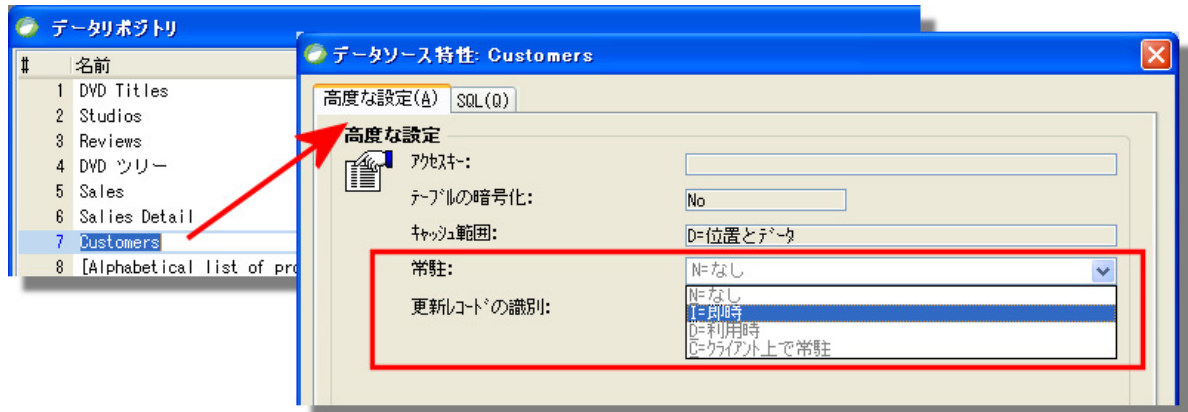 データリポジトリ
# 名前
1 DVD Titles
2 Studios
3 Reviews
4 DVD ツリー
5 Sales
6 Salies Detail
7 Customers
8 [Alphabetical list of pro
データソース特性: Customers
高度な設定(A) SQL(Q)
高度な設定
アクセスキー:
テーブルの暗号化: No
キャッシュ範囲: D=位置とデータ
常駐: N=なし
N=なし
I=即時
D=利用時
C=クライアント上で常駐
更新レコードの識別: